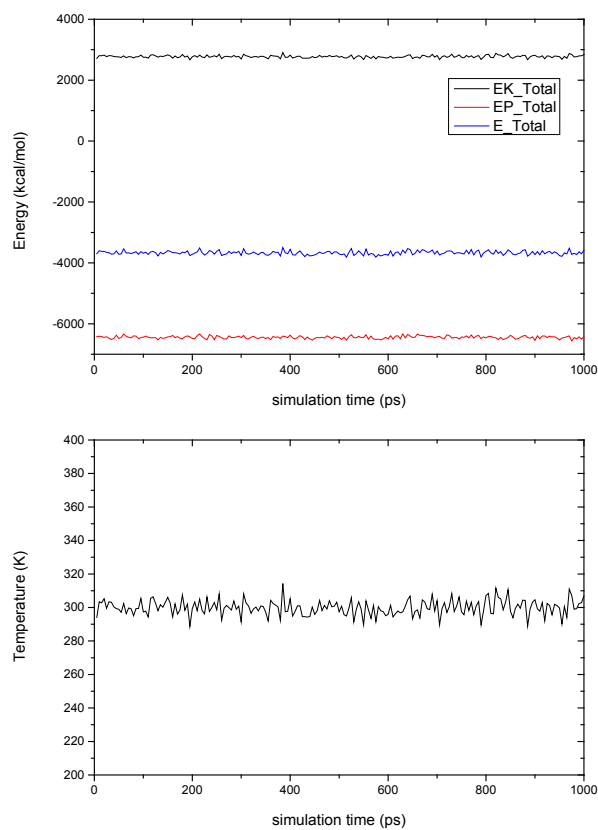 4000
2000
0
-2000
-4000
-6000
Energy (kcal/mol)
EK_Total
EP_Total
E_Total
0 200 400 600 800 1000
simulation time (ps)
400
380
360
340
320
300
280
260
240
220
200
Temperature (K)
0 200 400 600 800 1000
simulation time (ps)